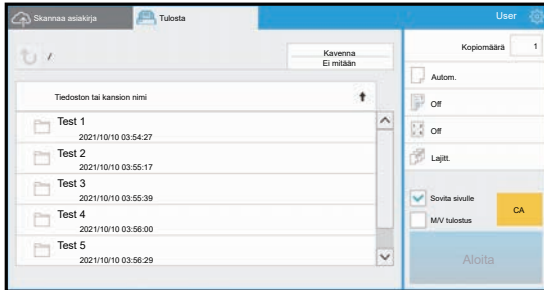 Skannaa asiakirja
Tulosta
User
/
Kavenna
Ei mitään
Kopiomäärä
1
Tiedoston tai kansion nimi
Test 1
2021/10/10 03:54:27
Test 2
2021/10/10 03:55:17
Test 3
2021/10/10 03:55:39
Test 4
2021/10/10 03:56:00
Test 5
2021/10/10 03:56:29
Autom.
Off
Off
Lajitt.
Sovita sivulle
M/V tulostus
CA
Aloita